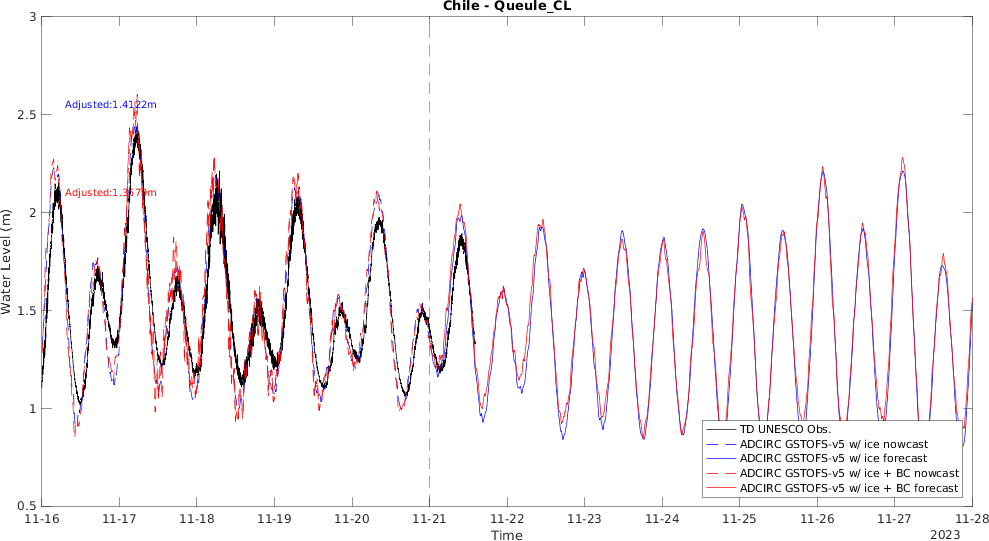 Chile - Queule_CL
Water Level (m)
3
2.5
2
1.5
1
0.5
Adjusted:1.4122m
TD UNESCO Obs.
ADCIRC GSTOFS-v5 w/ ice nowcast
ADCIRC GSTOFS-v5 w/ ice forecast
ADCIRC GSTOFS-v5 w/ ice + BC nowcast
ADCIRC GSTOFS-v5 w/ ice + BC forecast
11-16 11-17 11-18 11-19 11-20 11-21 11-22 11-23 11-24 11-25 11-26 11-27 11-28
Time
2023